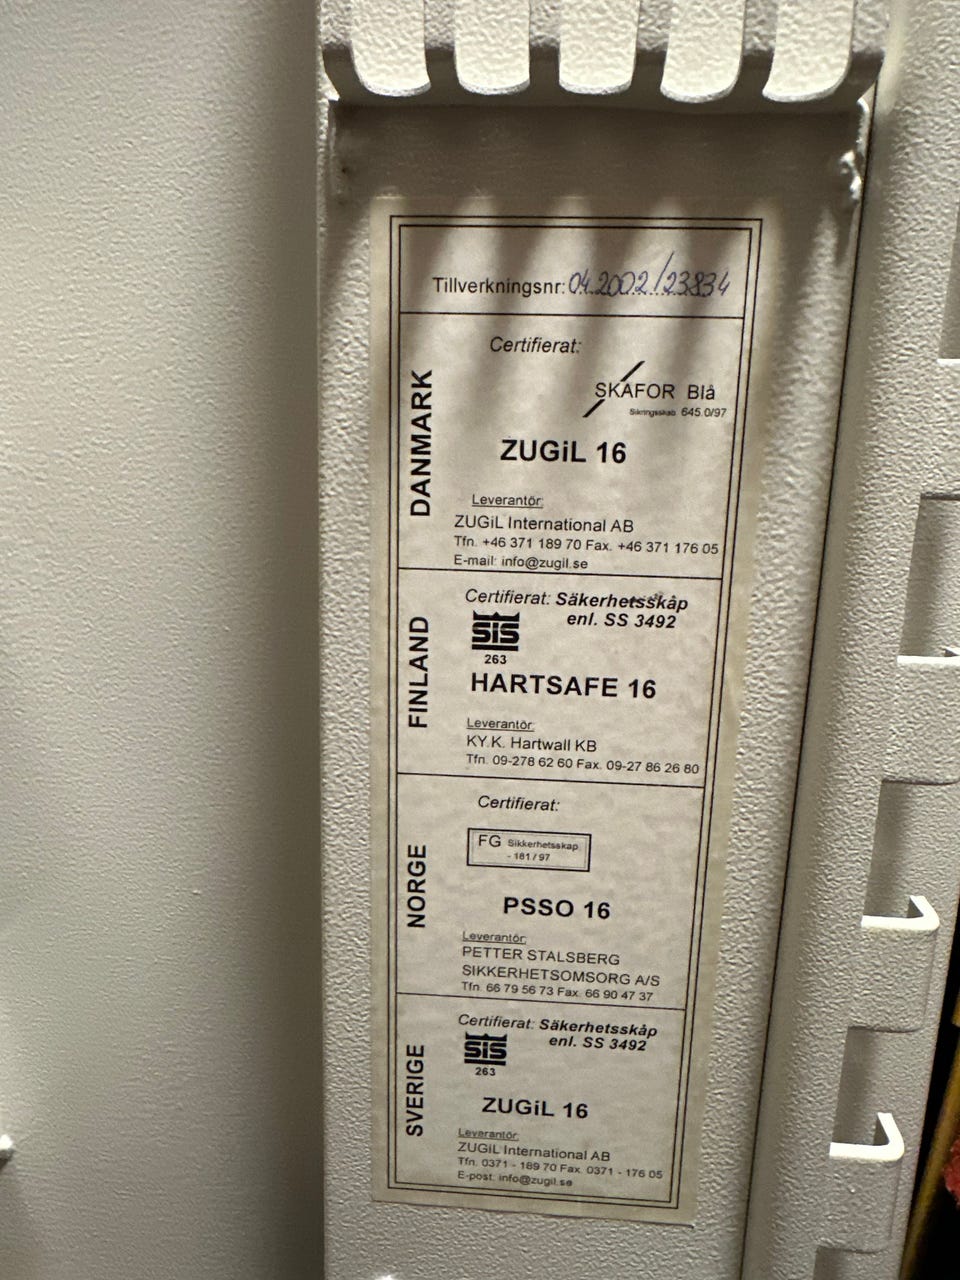 Tillverkningsnr: 04.2002/23834
DANMARK
Certifierat:
SKAFOR Blå
Sikringsskab 645.0/97
ZUGiL 16
Leverantör:
ZUGiL International AB
Tfn. +46 371 189 70 Fax. +46 371 176 05
E-mail: info@zugil.se
FINLAND
Certifierat: Säkerhetsskåp
enl. SS 3492
SIS
263
HARTSAFE 16
Leverantör:
KY.K. Hartwall KB
Tfn. 09-278 62 60 Fax. 09-27 86 26 80
NORGE
Certifierat:
FG Sikkerhetsskap
- 181/97
PSSO 16
Leverantör:
PETTER STALSBERG
SIKKERHETSOMSORG A/S
Tfn. 66 79 56 73 Fax. 66 90 47 37
SVERIGE
Certifierat: Säkerhetsskåp
enl. SS 3492
SIS
263
ZUGiL 16
Leverantör:
ZUGiL International AB
Tfn. 0371 - 189 70 Fax. 0371 - 176 05
E-post: info@zugil.se